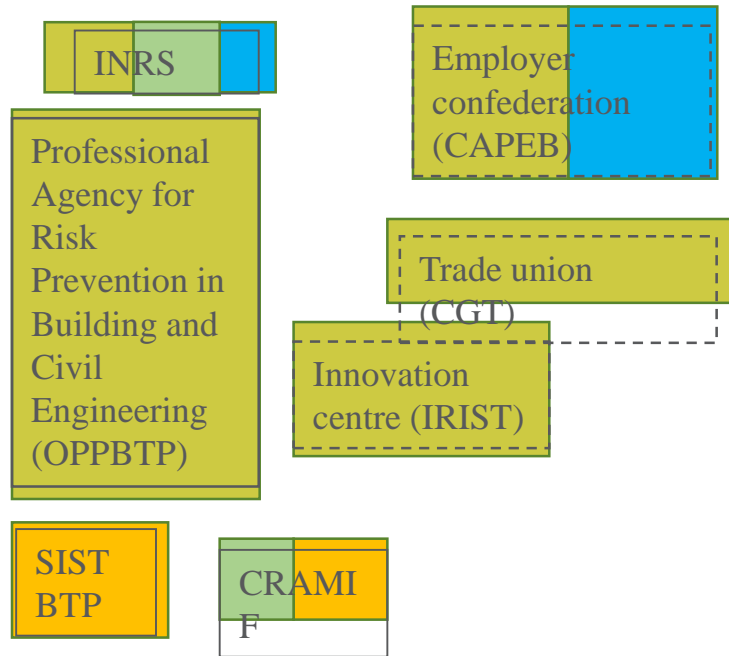 INRS
Employer
confederation
(CAPEB)
Professional
Agency for
Risk
Prevention in
Building and
Civil
Engineering
(OPPBTP)
Trade union
(CGT)
Innovation
centre (IRIST)
SIST
BTP
CRAMI
F